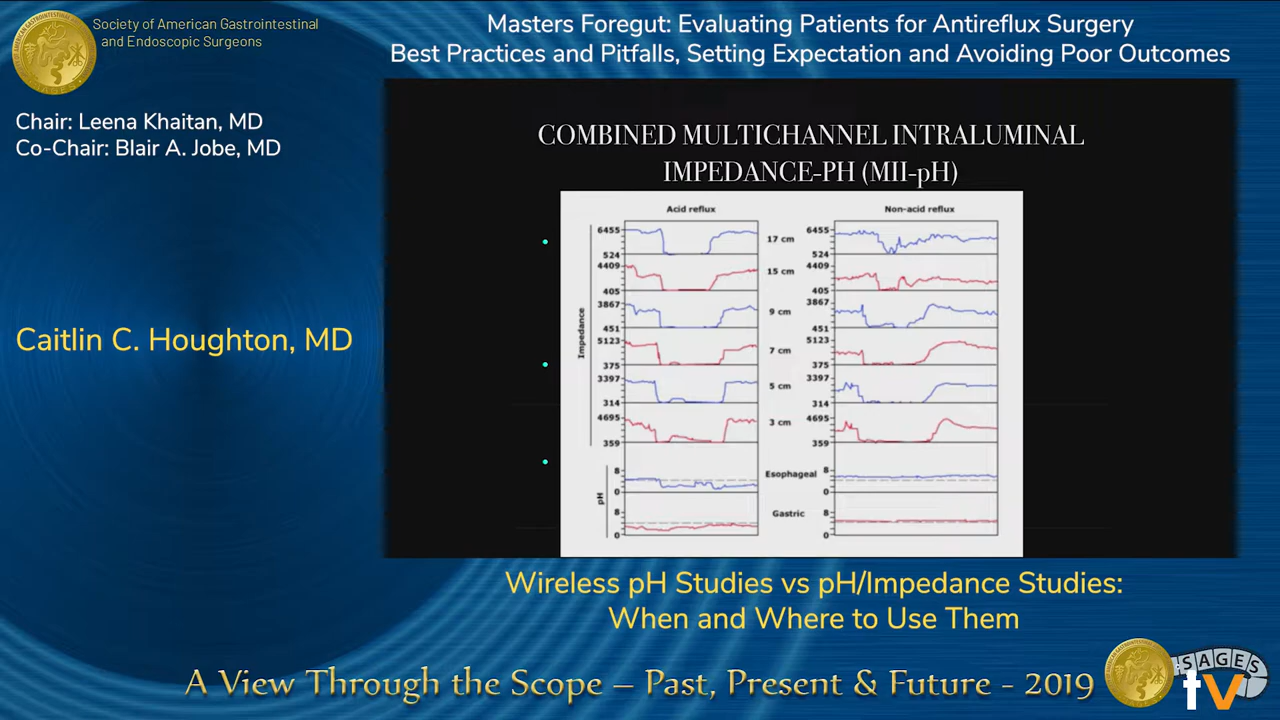 Society of American Gastrointestinal
and Endoscopic Surgeons
Masters Foregut: Evaluating Patients for Antireflux Surgery
Best Practices and Pitfalls, Setting Expectation and Avoiding Poor Outcomes
Chair: Leena Khaitan, MD
Co-Chair: Blair A. Jobe, MD
Caitlin C. Houghton, MD
COMBINED MULTICHANNEL INTRALUMINAL
IMPEDANCE-PH (MII-pH)
Acid reflux
Non-acid reflux
6455
524
17 cm
6455
524
4409
405
15 cm
4409
405
3867
451
9 cm
3867
451
5123
375
7 cm
5123
375
3397
314
5 cm
3397
314
4695
359
3 cm
4695
359
Impedance
8
0
Esophageal
8
0
8
0
Gastric
8
0
pH
Wireless pH Studies vs pH/Impedance Studies:
When and Where to Use Them
A View Through the Scope – Past, Present & Future - 2019
SAGES
tv